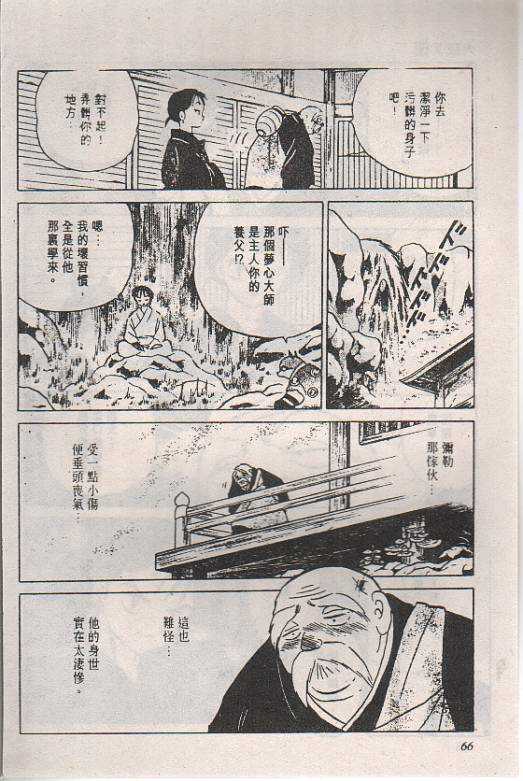 你去
潔淨一下
污髒的身子
吧!
對不起!
弄髒你的
地方…
吓—
那個夢心大師
是主人你的
養父!?
嗯…
我的壞習慣,
全是從他
那裏學來。
彌勒
那傢伙…
受一點小傷
便垂頭喪氣…
這也
難怪…
他的身世
實在太淒慘。
66